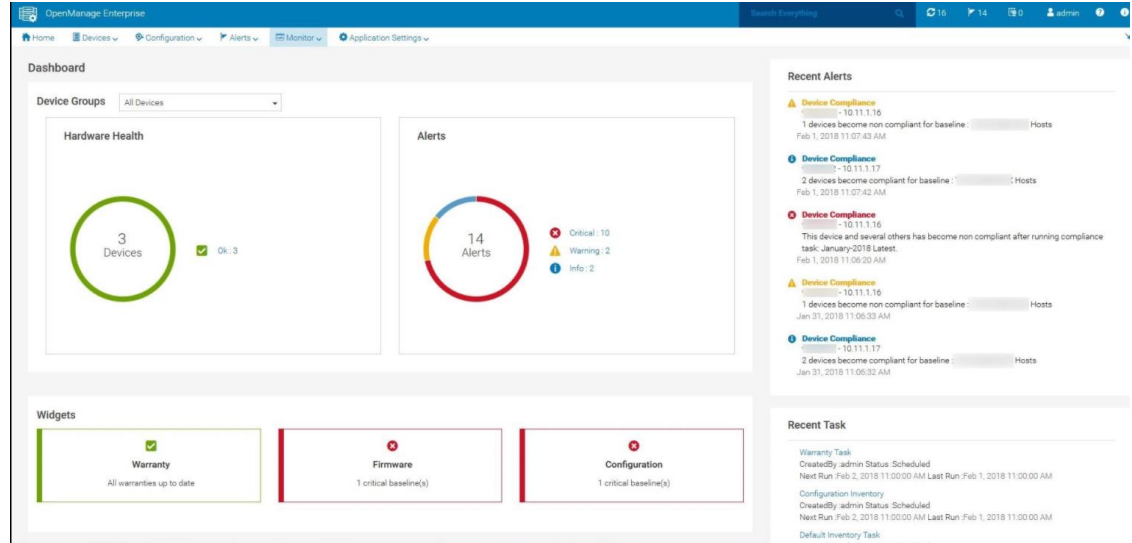 OpenManage Enterprise
Search Everything
16
14
0
admin
Home
Devices
Configuration
Alerts
Monitor
Application Settings
Dashboard
Device Groups
All Devices
Hardware Health
3
Devices
Ok : 3
Alerts
14
Alerts
Critical : 10
Warning : 2
Info : 2
Widgets
Warranty
All warranties up to date
Firmware
1 critical baseline(s)
Configuration
1 critical baseline(s)
Recent Alerts
Device Compliance
- 10.11.1.16
1 devices become non compliant for baseline : Hosts
Feb 1, 2018 11:07:43 AM
Device Compliance
- 10.11.1.17
2 devices become compliant for baseline : Hosts
Feb 1, 2018 11:07:42 AM
Device Compliance
- 10.11.1.16
This device and several others has become non compliant after running compliance
task: January-2018 Latest.
Feb 1, 2018 11:06:20 AM
Device Compliance
- 10.11.1.16
1 devices become non compliant for baseline : Hosts
Jan 31, 2018 11:06:33 AM
Device Compliance
- 10.11.1.17
2 devices become compliant for baseline : Hosts
Jan 31, 2018 11:06:32 AM
Recent Task
Warranty Task
CreatedBy :admin Status :Scheduled
Next Run :Feb 2, 2018 11:00:00 AM Last Run :Feb 1, 2018 11:00:00 AM
Configuration Inventory
CreatedBy :admin Status :Scheduled
Next Run :Feb 2, 2018 11:00:00 AM Last Run :Feb 1, 2018 11:00:00 AM
Default Inventory Task